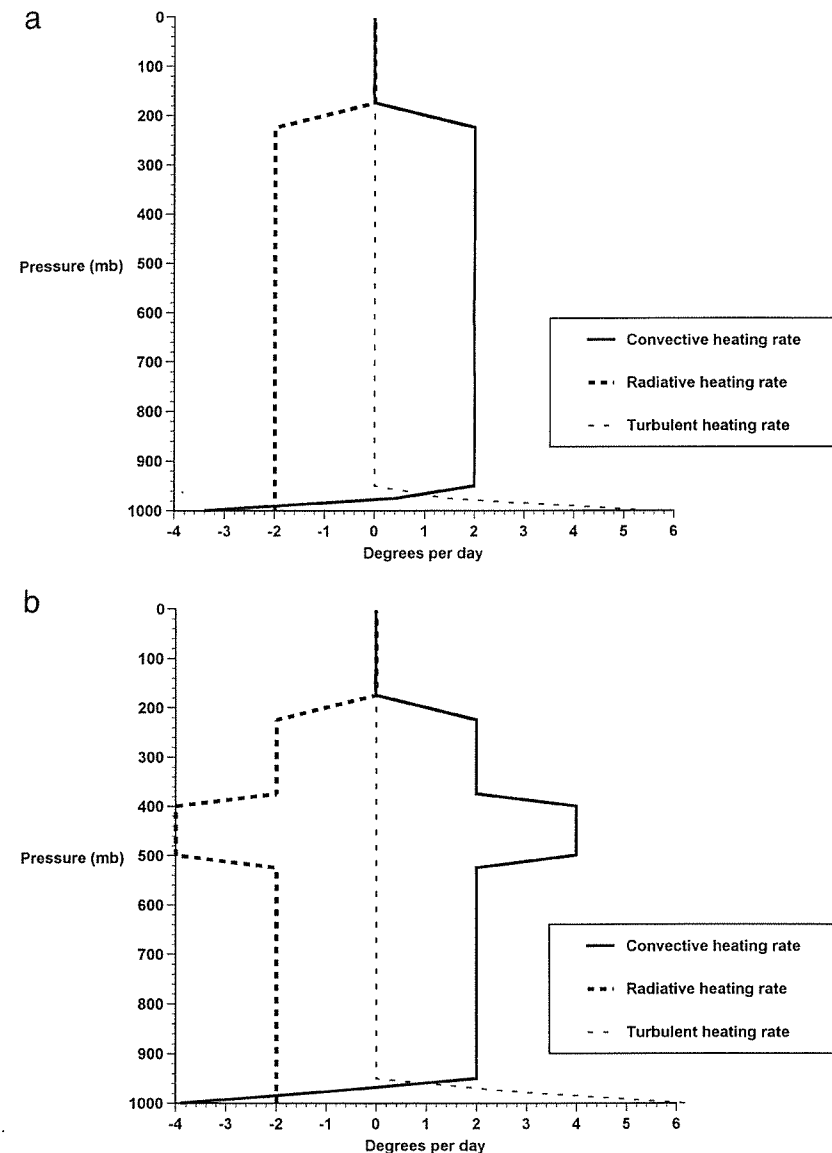 a
0
100
200
300
400
Pressure (mb)
500
600
700
800
900
1000
-4 -3 -2 -1 0 1 2 3 4 5 6
Degrees per day
Convective heating rate
Radiative heating rate
Turbulent heating rate
b
0
100
200
300
400
Pressure (mb)
500
600
700
800
900
1000
-4 -3 -2 -1 0 1 2 3 4 5 6
Degrees per day
Convective heating rate
Radiative heating rate
Turbulent heating rate